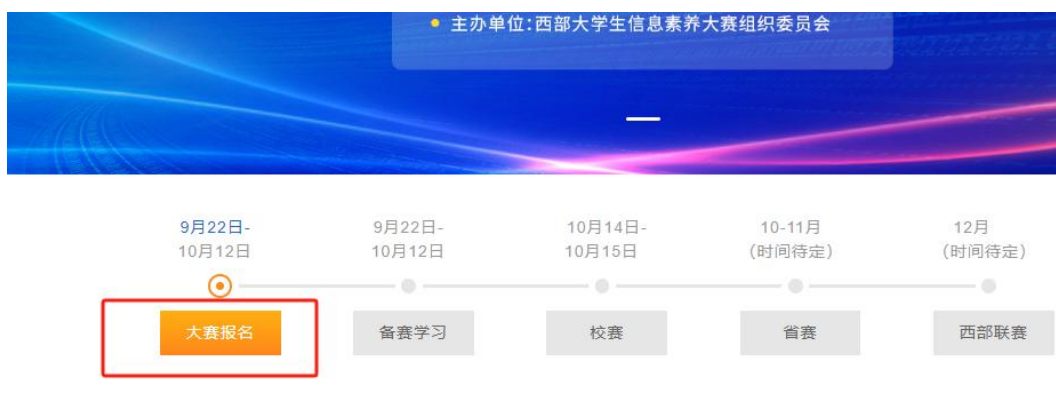 主办单位:西部大学生信息素养大赛组织委员会
9月22日-
10月12日
9月22日-
10月12日
10月14日-
10月15日
10-11月
(时间待定)
12月
(时间待定)
大赛报名
备赛学习
校赛
省赛
西部联赛